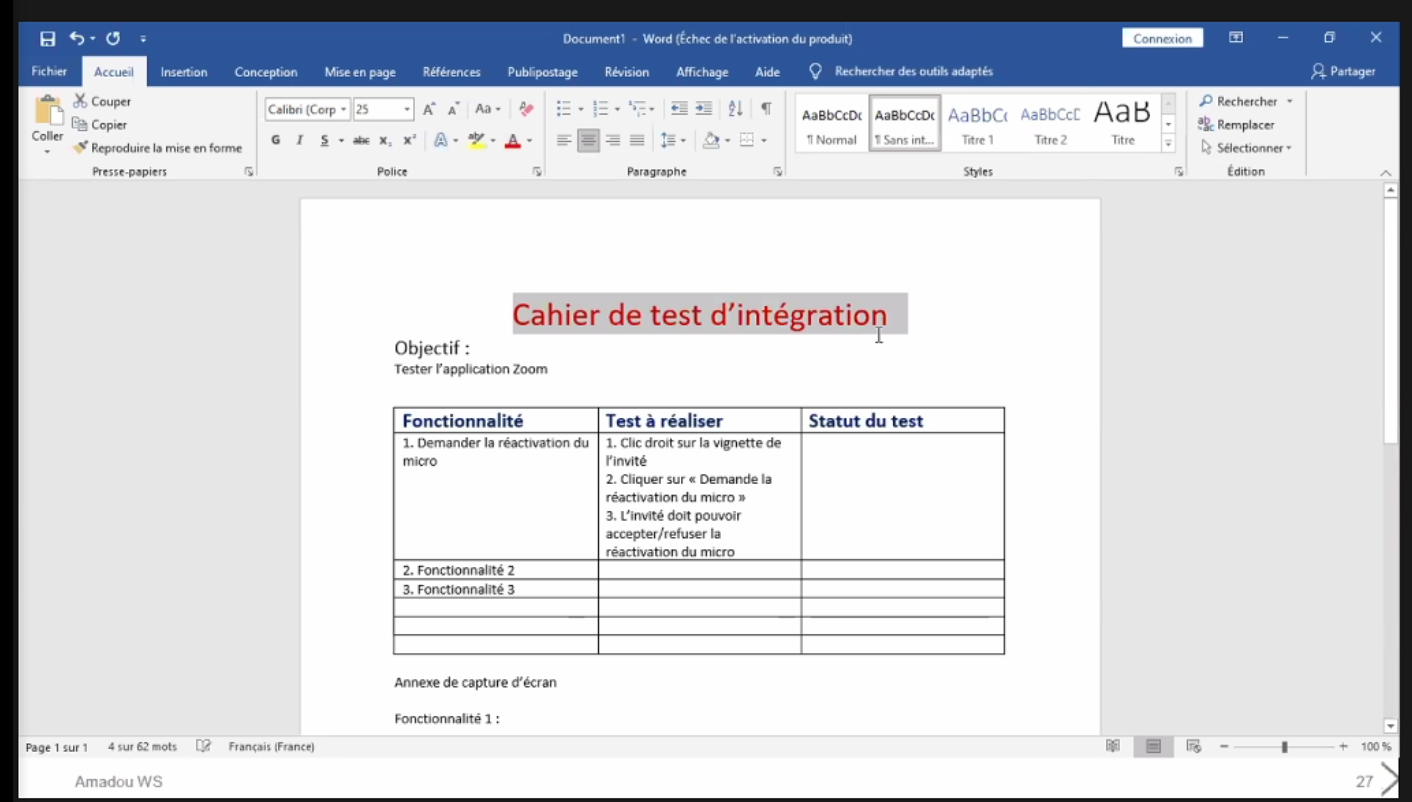 Document1 - Word (Échec de l'activation du produit)
Connexion
Fichier Accueil Insertion Conception Mise en page Références Publipostage Révision Affichage Aide Rechercher des outils adaptés Partager
Coller
Couper
Copier
Reproduire la mise en forme
Presse-papiers
Calibri (Corp 25
Aa
G I S abc x, x²
Police
Paragraphe
AaBbCcDc AaBbCcDc AaBbCc AaBbCcC AaB
¶ Normal ¶ Sans int... Titre 1 Titre 2 Titre
Styles
Rechercher
Remplacer
Sélectionner
Édition
Cahier de test d'intégration
Objectif :
Tester l'application Zoom
Fonctionnalité Test à réaliser Statut du test
1. Demander la réactivation du
micro
1. Clic droit sur la vignette de
l'invité
2. Cliquer sur « Demande la
réactivation du micro »
3. L'invité doit pouvoir
accepter/refuser la
réactivation du micro
2. Fonctionnalité 2
3. Fonctionnalité 3
Annexe de capture d'écran
Fonctionnalité 1 :
Page 1 sur 1 4 sur 62 mots Français (France) 100 %
Amadou WS 27